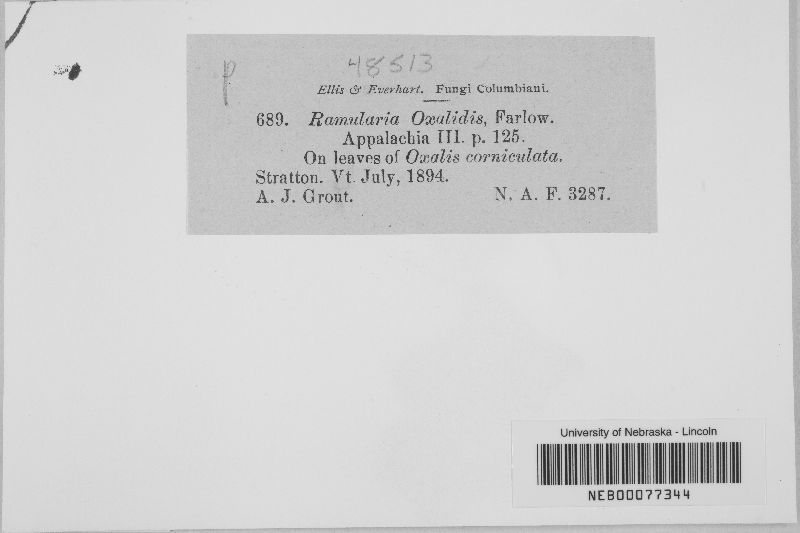 p 48513
Ellis & Everhart. Fungi Columbiani.
689. Ramularia Oxalidis, Farlow.
Appalachia III. p. 125.
On leaves of Oxalis corniculata.
Stratton. Vt. July, 1894.
A. J. Grout. N. A. F. 3287.
University of Nebraska - Lincoln
NEB00077344